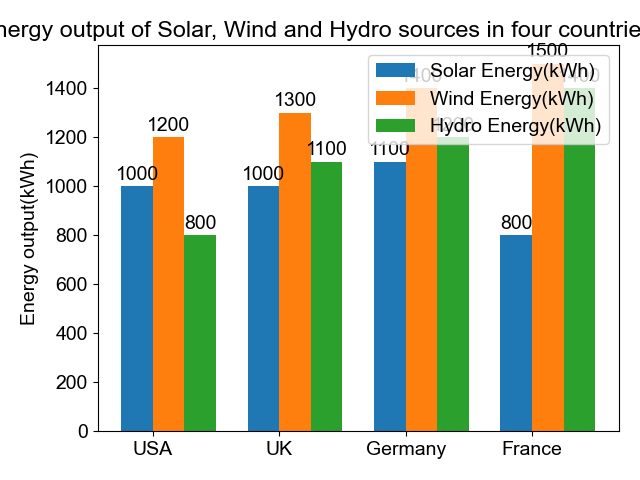 nergy output of Solar, Wind and Hydro sources in four countrie
Energy output(kWh)
1400
1200
1000
800
600
400
200
0
Solar Energy(kWh)
Wind Energy(kWh)
Hydro Energy(kWh)
1000
1200
800
1000
1300
1100
1100
800
1500
USA
UK
Germany
France